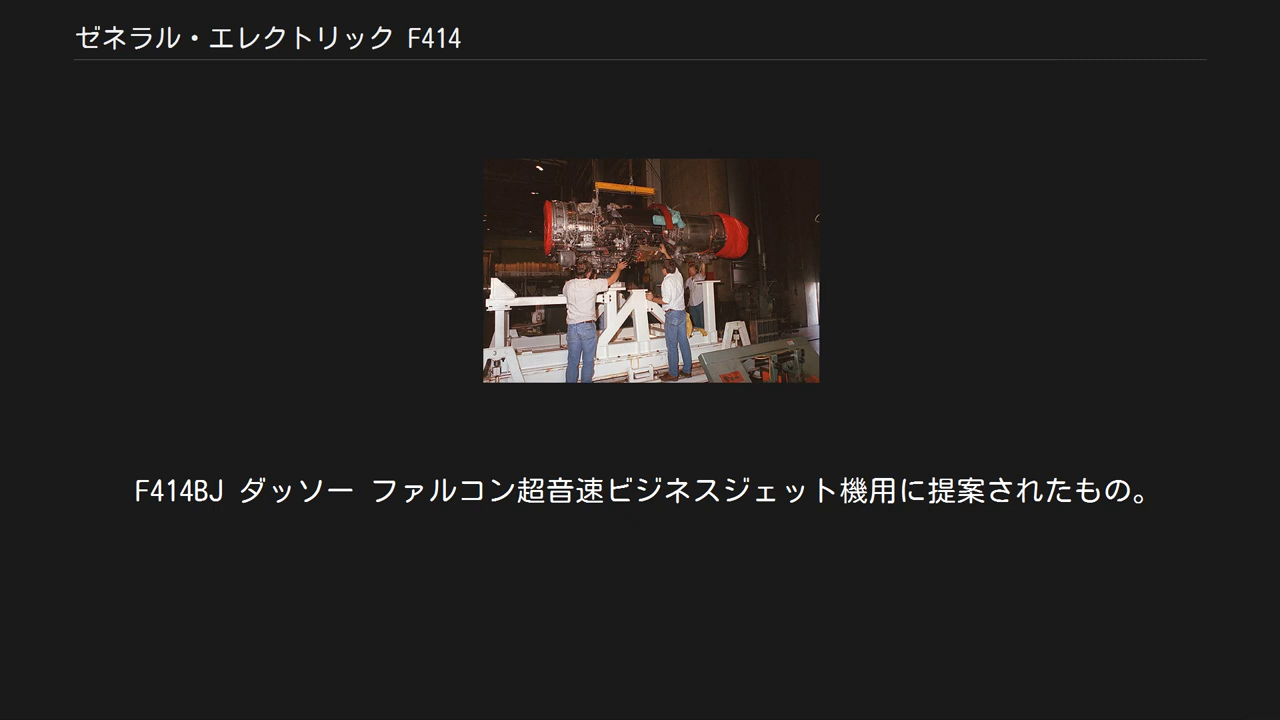 ゼネラル・エレクトリック F414
F414BJ ダッソー ファルコン超音速ビジネスジェット機用に提案されたもの。